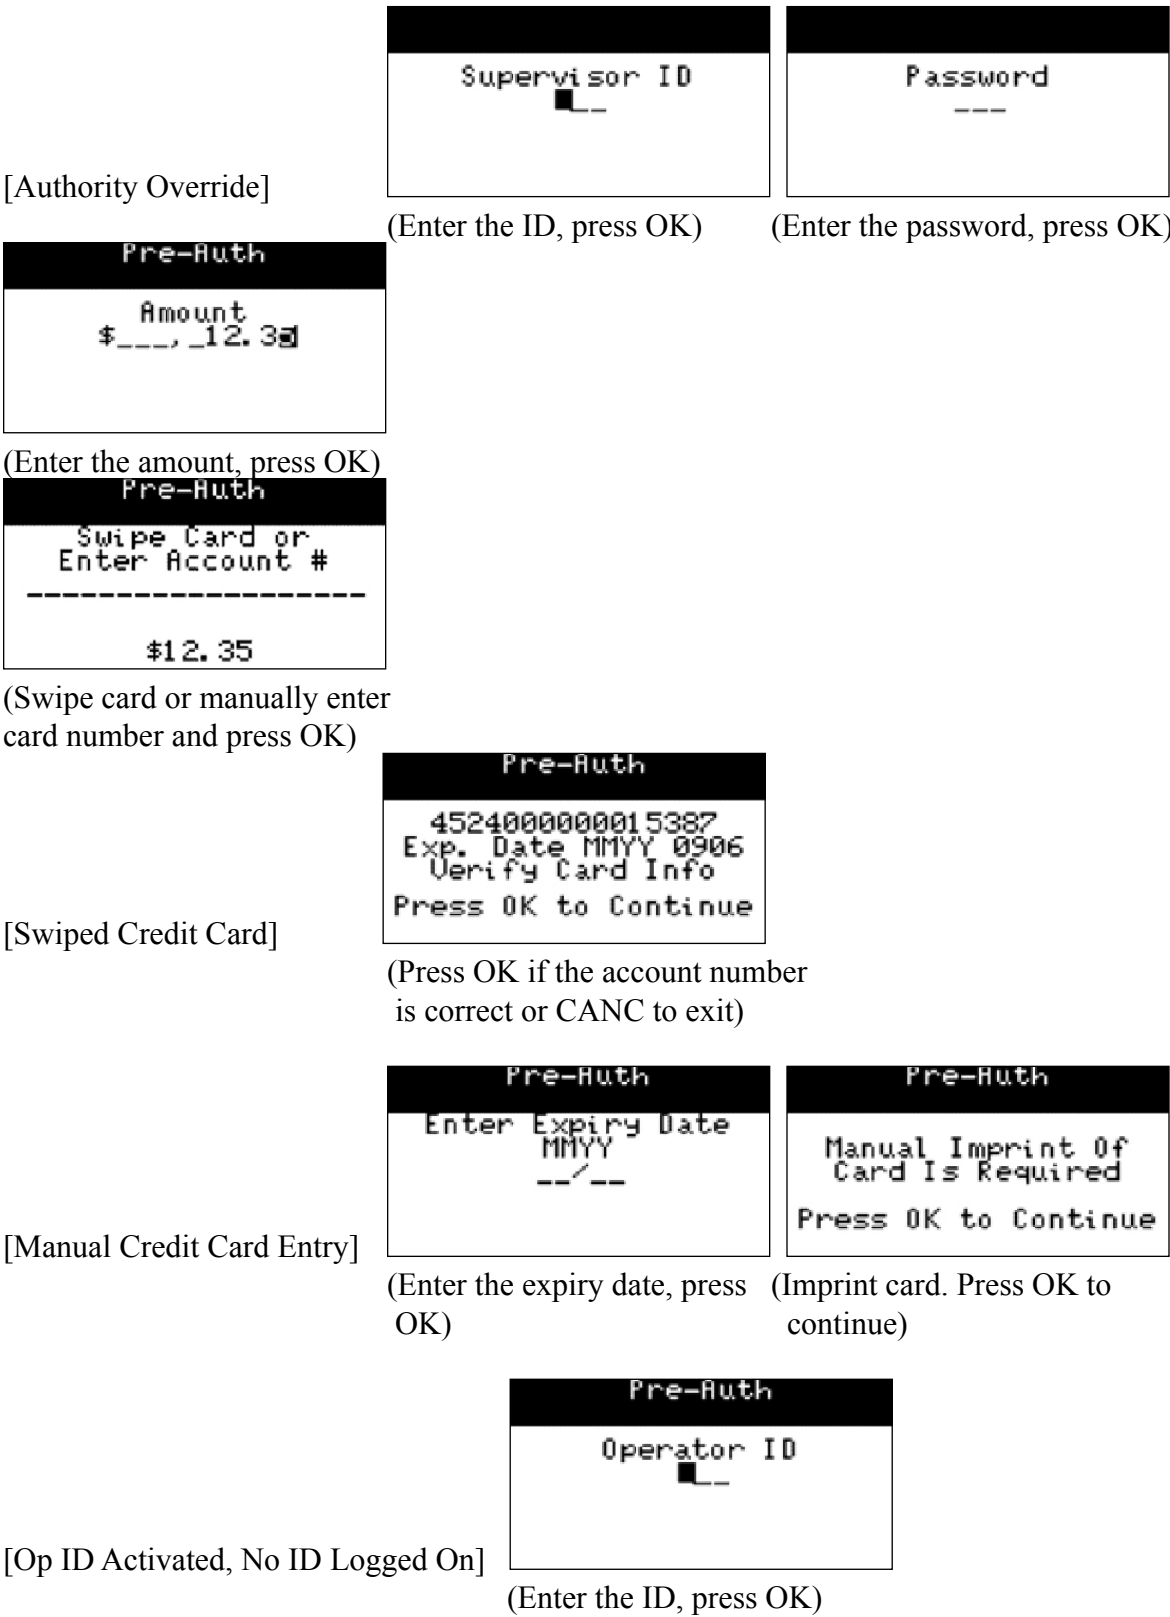 Supervisor ID
___
Password
___
[Authority Override]
(Enter the ID, press OK)
(Enter the password, press OK)
Pre-Auth
Amount
$___,_12.35
(Enter the amount, press OK)
Pre-Auth
Swipe Card or
Enter Account #
-------------------
$12.35
(Swipe card or manually enter
card number and press OK)
Pre-Auth
4524000000015387
Exp. Date MMYY 0906
Verify Card Info
Press OK to Continue
[Swiped Credit Card]
(Press OK if the account number
is correct or CANC to exit)
Pre-Auth
Enter Expiry Date
MMYY
__/__
Pre-Auth
Manual Imprint Of
Card Is Required
Press OK to Continue
[Manual Credit Card Entry]
(Enter the expiry date, press
OK)
(Imprint card. Press OK to
continue)
Pre-Auth
Operator ID
___
[Op ID Activated, No ID Logged On]
(Enter the ID, press OK)